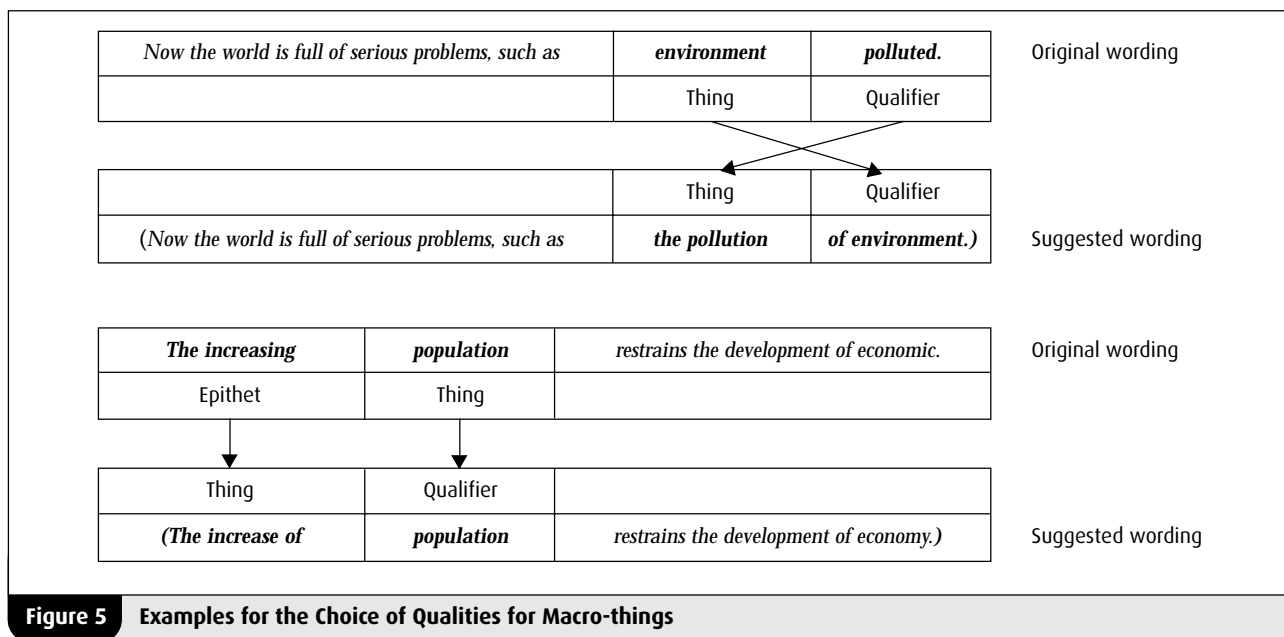 Now the world is full of serious problems, such as environment polluted. Original wording
Thing Qualifier
Thing Qualifier
(Now the world is full of serious problems, such as the pollution of environment.) Suggested wording
The increasing population restrains the development of economic. Original wording
Epithet Thing
Thing Qualifier
(The increase of population restrains the development of economy.) Suggested wording
Figure 5 Examples for the Choice of Qualities for Macro-things